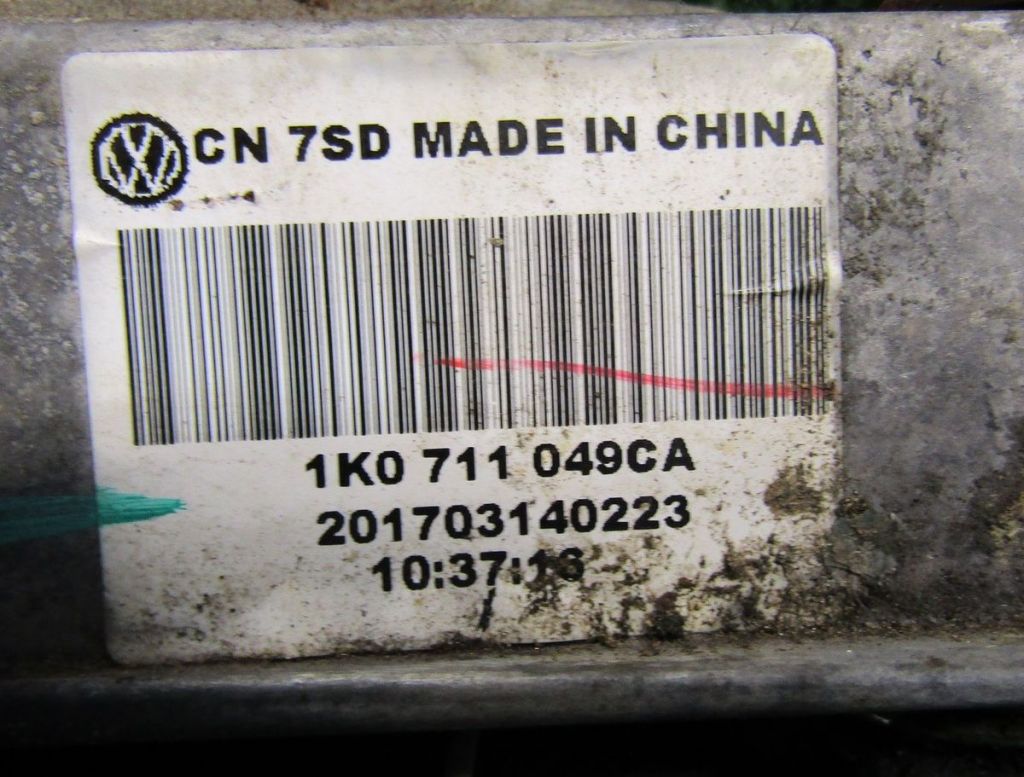 CN 7SD MADE IN CHINA
1K0 711 049CA
201703140223
10:37:16